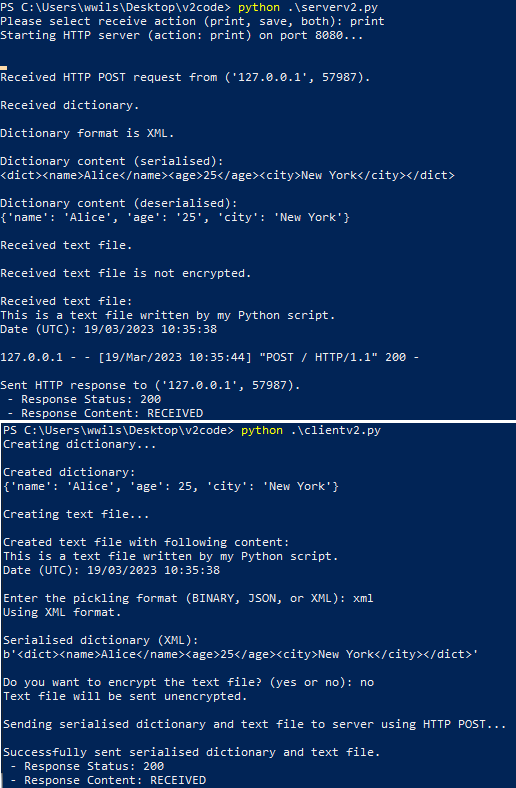 PS C:\Users\wwils\Desktop\v2code> python .\serverv2.py
Please select receive action (print, save, both): print
Starting HTTP server (action: print) on port 8080...
Received HTTP POST request from ('127.0.0.1', 57987).
Received dictionary.
Dictionary format is XML.
Dictionary content (serialised):
<dict><name>Alice</name><age>25</age><city>New York</city></dict>
Dictionary content (deserialised):
{'name': 'Alice', 'age': '25', 'city': 'New York'}
Received text file.
Received text file is not encrypted.
Received text file:
This is a text file written by my Python script.
Date (UTC): 19/03/2023 10:35:38
127.0.0.1 - - [19/Mar/2023 10:35:44] "POST / HTTP/1.1" 200 -
Sent HTTP response to ('127.0.0.1', 57987).
- Response Status: 200
- Response Content: RECEIVED
PS C:\Users\wwils\Desktop\v2code> python .\clientv2.py
Creating dictionary...
Created dictionary:
{'name': 'Alice', 'age': 25, 'city': 'New York'}
Creating text file...
Created text file with following content:
This is a text file written by my Python script.
Date (UTC): 19/03/2023 10:35:38
Enter the pickling format (BINARY, JSON, or XML): xml
Using XML format.
Serialised dictionary (XML):
b'<dict><name>Alice</name><age>25</age><city>New York</city></dict>'
Do you want to encrypt the text file? (yes or no): no
Text file will be sent unencrypted.
Sending serialised dictionary and text file to server using HTTP POST...
Successfully sent serialised dictionary and text file.
- Response Status: 200
- Response Content: RECEIVED